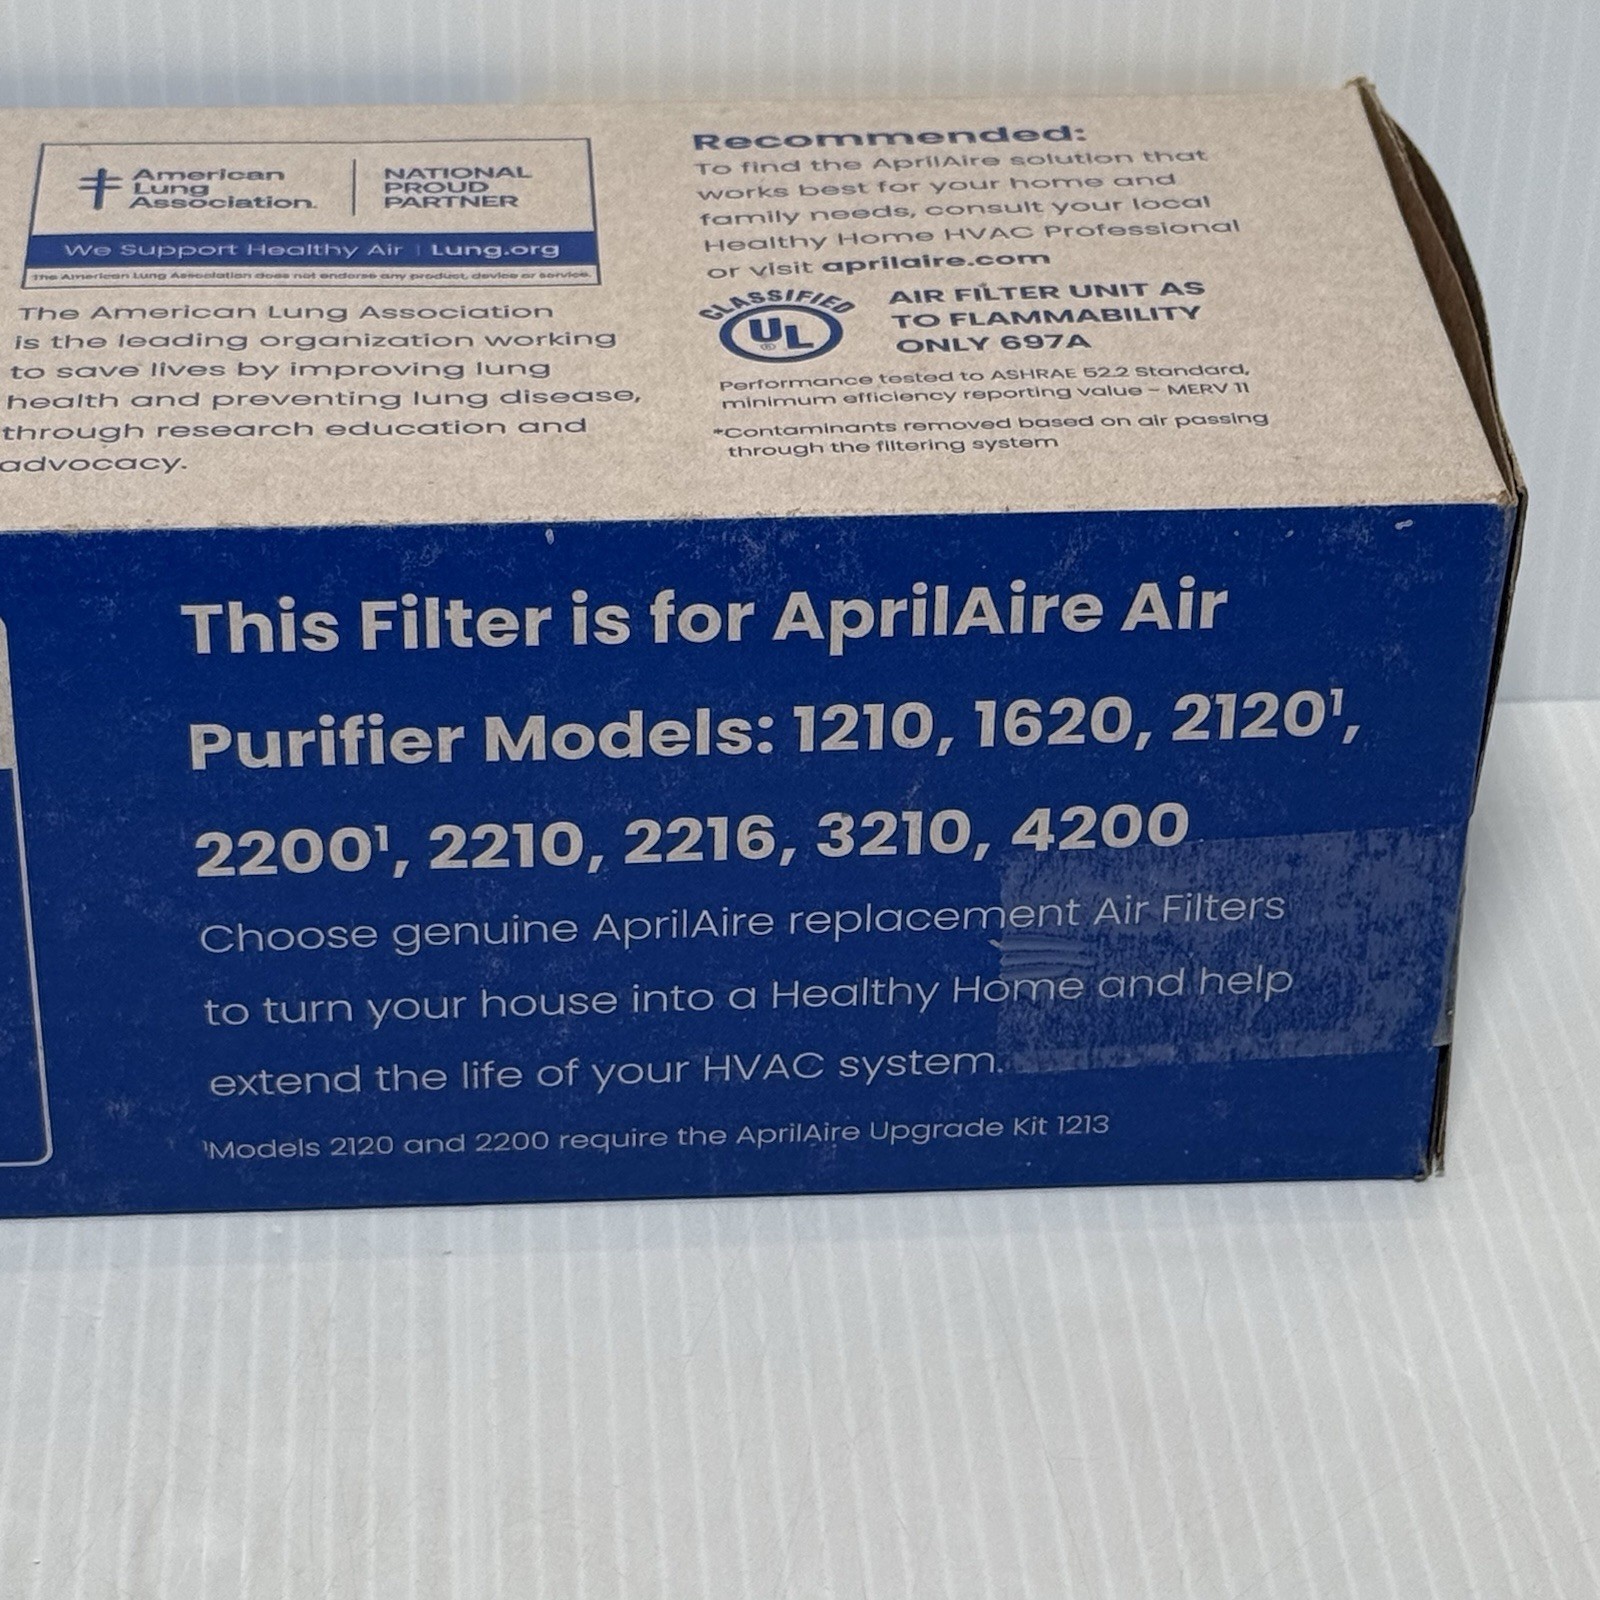 American
Lung
Association.
NATIONAL
PROUD
PARTNER
We Support Healthy Air | Lung.org
The American Lung Association does not endorse any product, device or service.
The American Lung Association
is the leading organization working
to save lives by improving lung
health and preventing lung disease,
through research education and
advocacy.
Recommended:
To find the AprilAire solution that
works best for your home and
family needs, consult your local
Healthy Home HVAC Professional
or visit aprilaire.com
CLASSIFIED
UL®
AIR FILTER UNIT AS
TO FLAMMABILITY
ONLY 697A
Performance tested to ASHRAE 52.2 Standard,
minimum efficiency reporting value - MERV 11
*Contaminants removed based on air passing
through the filtering system
This Filter is for AprilAire Air
Purifier Models: 1210, 1620, 2120¹,
2200¹, 2210, 2216, 3210, 4200
Choose genuine AprilAire replacement Air Filters
to turn your house into a Healthy Home and help
extend the life of your HVAC system.
¹Models 2120 and 2200 require the AprilAire Upgrade Kit 1213